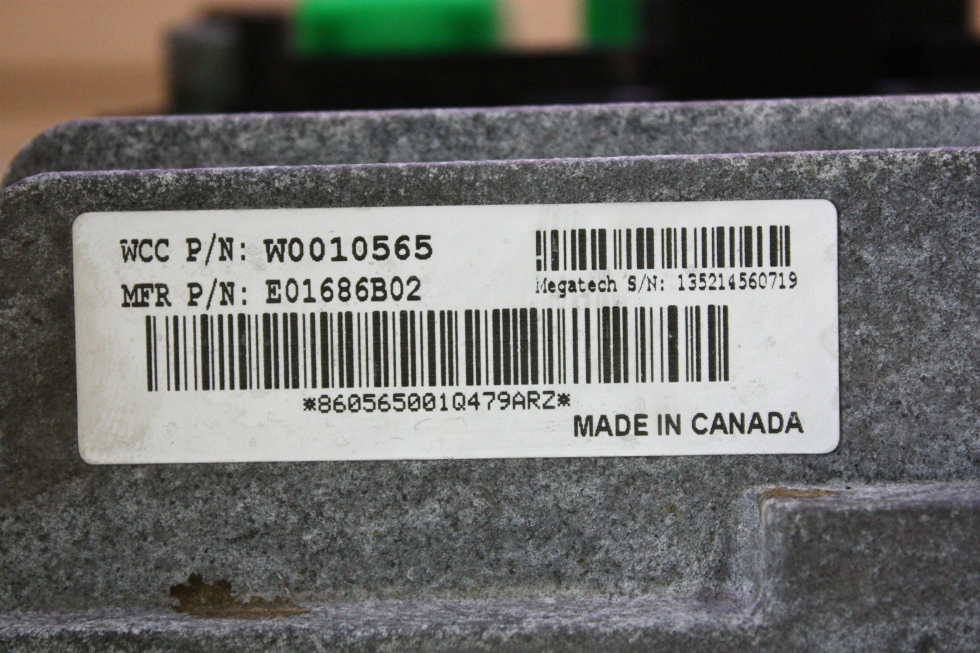 WCC P/N: W0010565
MFR P/N: E01686B02
Megatech S/N: 135214560719
*860565001Q479ARZ*
MADE IN CANADA